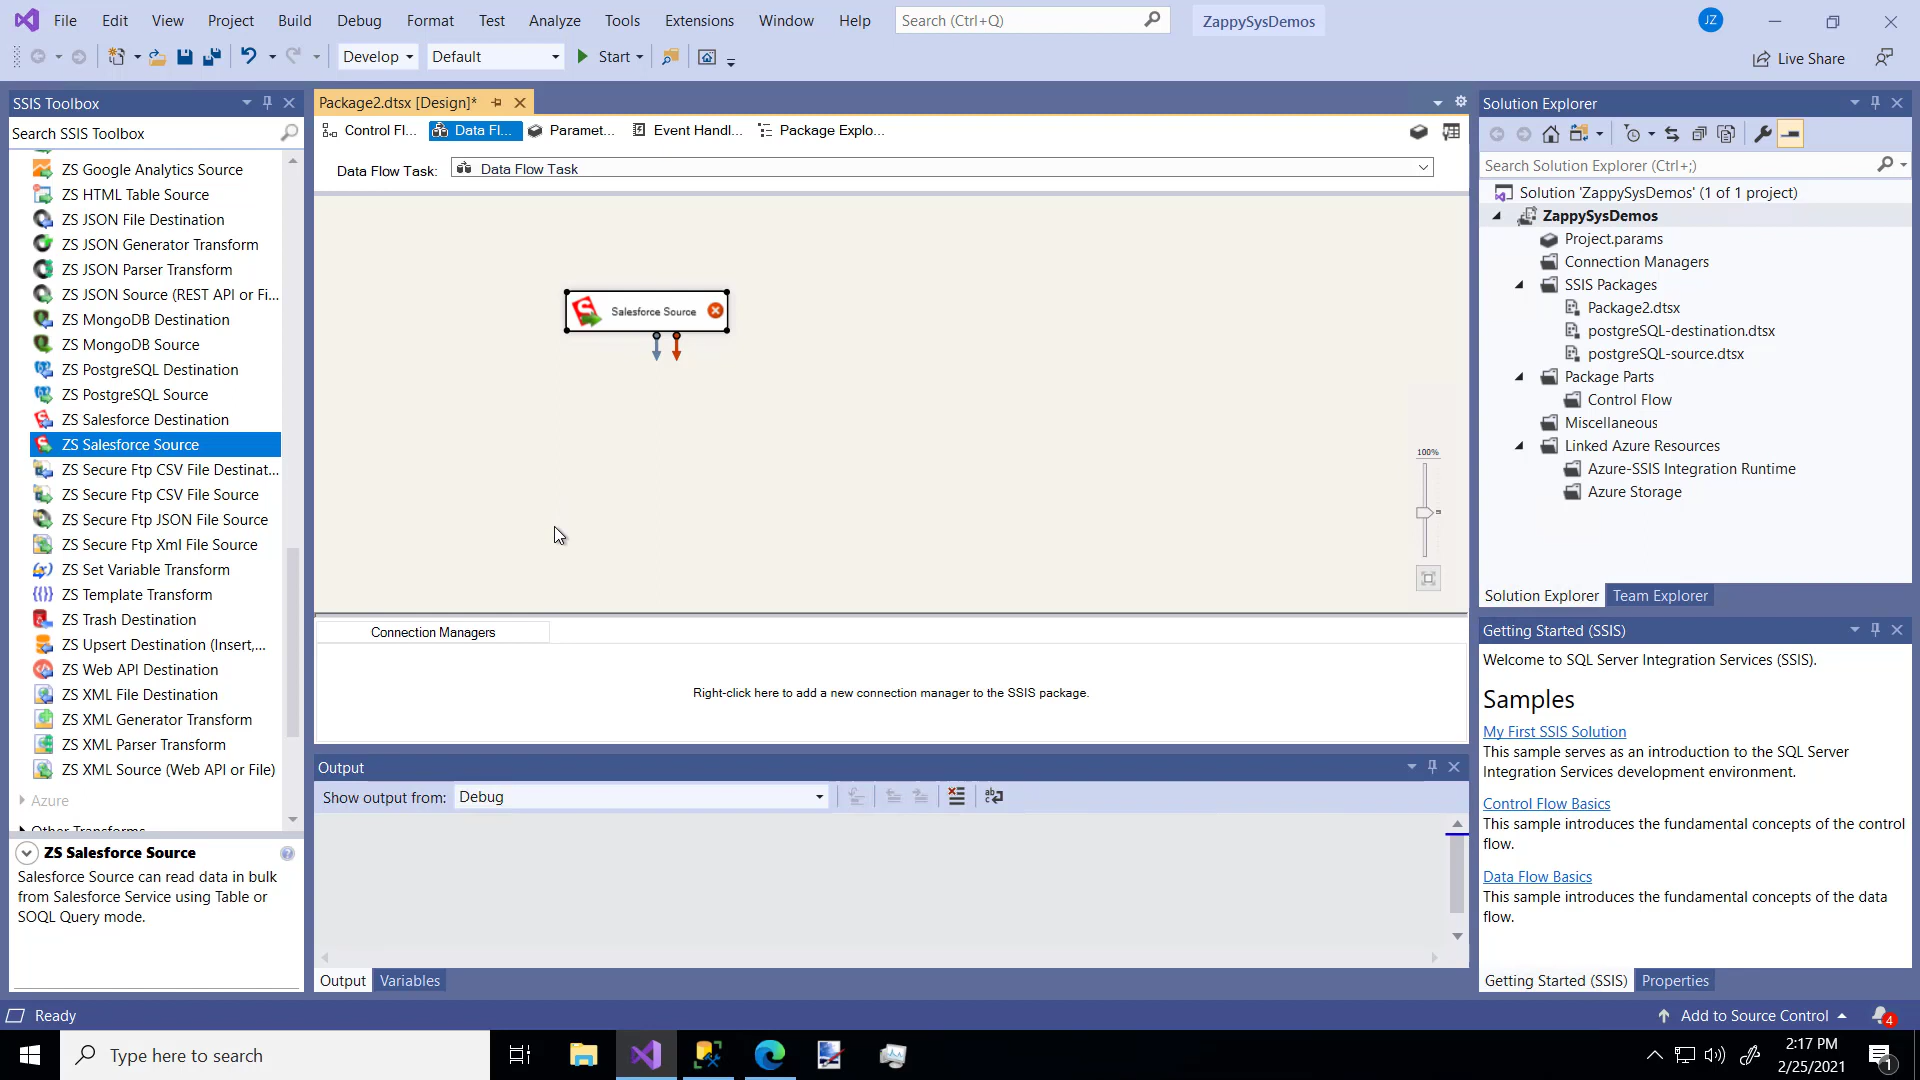 File Edit View Project Build Debug Format Test Analyze Tools Extensions Window Help Search (Ctrl+Q) ZappySysDemos JZ
Develop Default Start Live Share
SSIS Toolbox
Search SSIS Toolbox
ZS Google Analytics Source
ZS HTML Table Source
ZS JSON File Destination
ZS JSON Generator Transform
ZS JSON Parser Transform
ZS JSON Source (REST API or Fi...
ZS MongoDB Destination
ZS MongoDB Source
ZS PostgreSQL Destination
ZS PostgreSQL Source
ZS Salesforce Destination
ZS Salesforce Source
ZS Secure Ftp CSV File Destinat...
ZS Secure Ftp CSV File Source
ZS Secure Ftp JSON File Source
ZS Secure Ftp Xml File Source
ZS Set Variable Transform
ZS Template Transform
ZS Trash Destination
ZS Upsert Destination (Insert,...
ZS Web API Destination
ZS XML File Destination
ZS XML Generator Transform
ZS XML Parser Transform
ZS XML Source (Web API or File)
Azure
Other Transforms
ZS Salesforce Source
Salesforce Source can read data in bulk
from Salesforce Service using Table or
SOQL Query mode.
Package2.dtsx [Design]*
Control Fl... Data Fl... Paramet... Event Handl... Package Explo...
Data Flow Task: Data Flow Task
Salesforce Source
100%
Connection Managers
Right-click here to add a new connection manager to the SSIS package.
Output
Show output from: Debug
Output Variables
Solution Explorer
Search Solution Explorer (Ctrl+;)
Solution 'ZappySysDemos' (1 of 1 project)
ZappySysDemos
Project.params
Connection Managers
SSIS Packages
Package2.dtsx
postgreSQL-destination.dtsx
postgreSQL-source.dtsx
Package Parts
Control Flow
Miscellaneous
Linked Azure Resources
Azure-SSIS Integration Runtime
Azure Storage
Solution Explorer Team Explorer
Getting Started (SSIS)
Welcome to SQL Server Integration Services (SSIS).
Samples
My First SSIS Solution
This sample serves as an introduction to the SQL Server
Integration Services development environment.
Control Flow Basics
This sample introduces the fundamental concepts of the control
flow.
Data Flow Basics
This sample introduces the fundamental concepts of the data
flow.
Getting Started (SSIS) Properties
Ready Add to Source Control 4
Type here to search
2:17 PM
2/25/2021
1